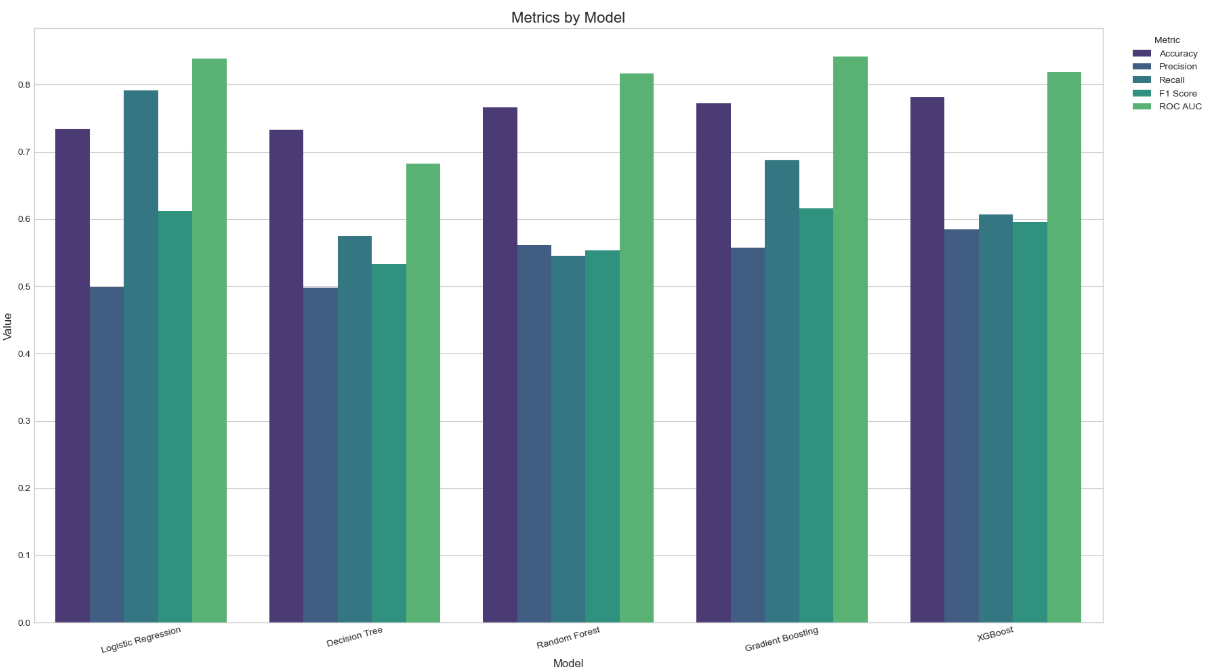 Metrics by Model
Metric
Accuracy
Precision
Recall
F1 Score
ROC AUC
Value
0.8
0.7
0.6
0.5
0.4
0.3
0.2
0.1
0.0
Logistic Regression
Decision Tree
Random Forest
Gradient Boosting
XGBoost
Model